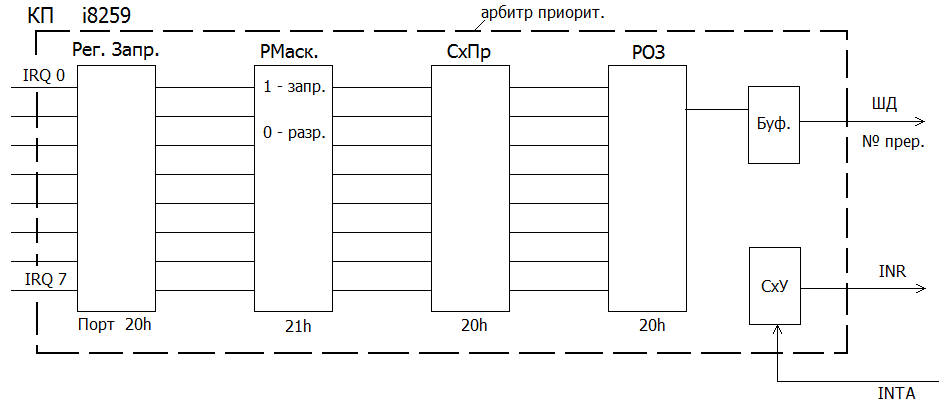 КП i8259
арбитр приорит.
Рег. Запр.
РМаск.
СхПр
РОЗ
IRQ 0
1 - запр.
0 - разр.
Буф.
ШД
№ прер.
IRQ 7
СхУ
INR
Порт 20h
21h
20h
20h
INTA